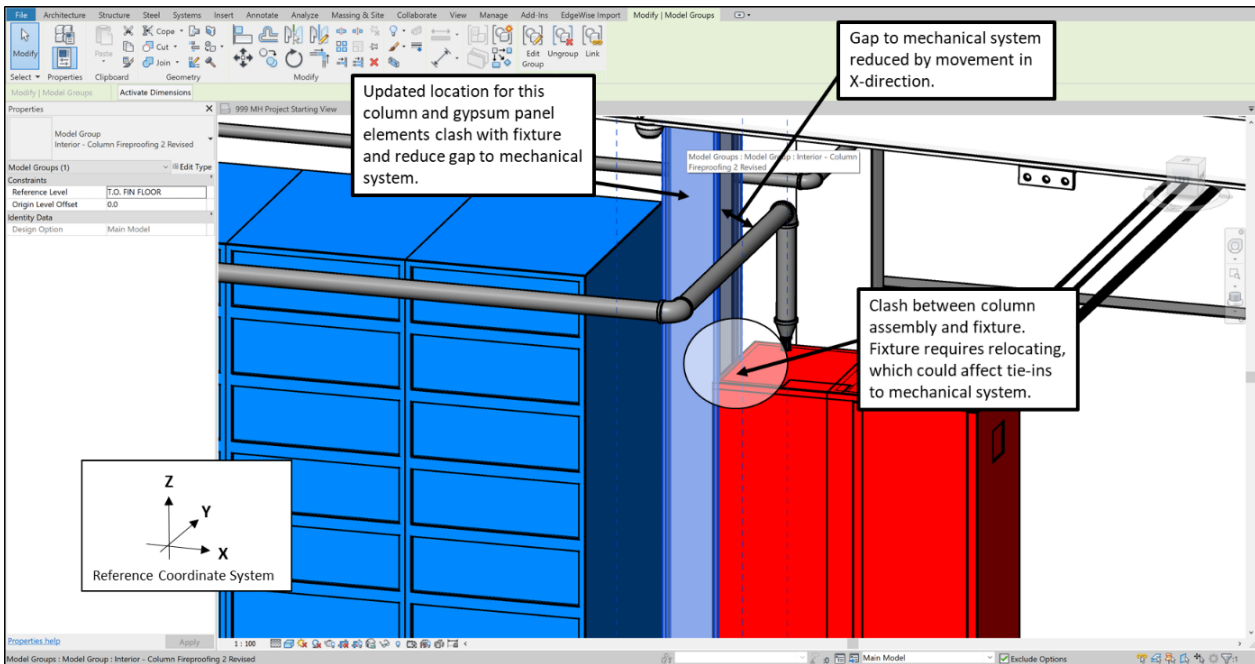 File Architecture Structure Steel Systems Insert Annotate Analyze Massing & Site Collaborate View Manage Add-Ins EdgeWise Import Modify | Model Groups
Modify
Paste
Cope
Cut
Join
Edit Group
Ungroup
Link
Select Properties Clipboard Geometry Modify
Modify | Model Groups Activate Dimensions
Properties
999 MH Project Starting View
Model Group
Interior - Column Fireproofing 2 Revised
Model Groups (1) Edit Type
Constraints
Reference Level T.O. FIN FLOOR
Origin Level Offset 0.0
Identity Data
Design Option Main Model
Updated location for this
column and gypsum panel
elements clash with fixture
and reduce gap to mechanical
system.
Gap to mechanical system
reduced by movement in
X-direction.
Model Groups : Model Group : Interior - Column
Fireproofing 2 Revised
Clash between column
assembly and fixture.
Fixture requires relocating,
which could affect tie-ins
to mechanical system.
Z
Y
X
Reference Coordinate System
Properties help Apply
1 : 100
Model Groups : Model Group : Interior - Column Fireproofing 2 Revised
:0 Main Model Exclude Options :1